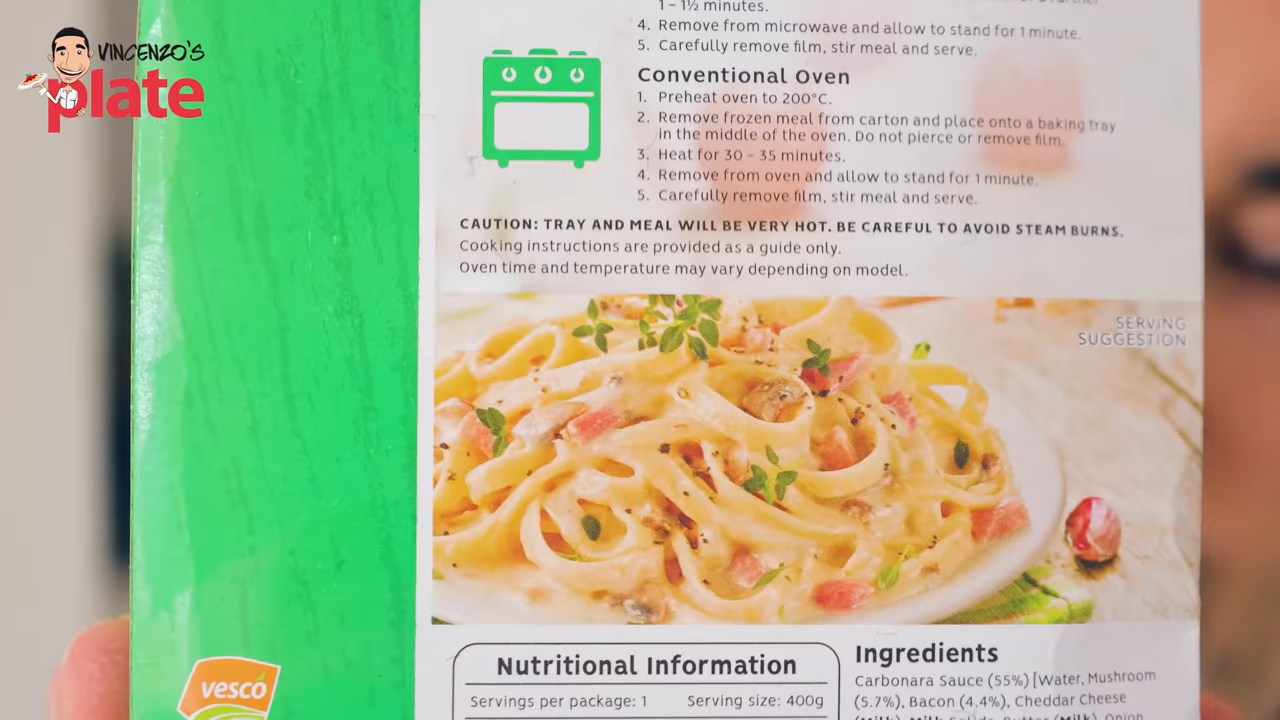 VINCENZO'S
plate
1 – 1½ minutes.
4. Remove from microwave and allow to stand for 1 minute.
5. Carefully remove film, stir meal and serve.
Conventional Oven
1. Preheat oven to 200°C.
2. Remove frozen meal from carton and place onto a baking tray
in the middle of the oven. Do not pierce or remove film.
3. Heat for 30 – 35 minutes.
4. Remove from oven and allow to stand for 1 minute.
5. Carefully remove film, stir meal and serve.
CAUTION: TRAY AND MEAL WILL BE VERY HOT. BE CAREFUL TO AVOID STEAM BURNS.
Cooking instructions are provided as a guide only.
Oven time and temperature may vary depending on model.
SERVING
SUGGESTION
vesco
Nutritional Information
Servings per package: 1 Serving size: 400g
Ingredients
Carbonara Sauce (55%) [Water, Mushroom
(5.7%), Bacon (4.4%), Cheddar Cheese
(Milk), Milk Solids, Butter (Milk), Onion